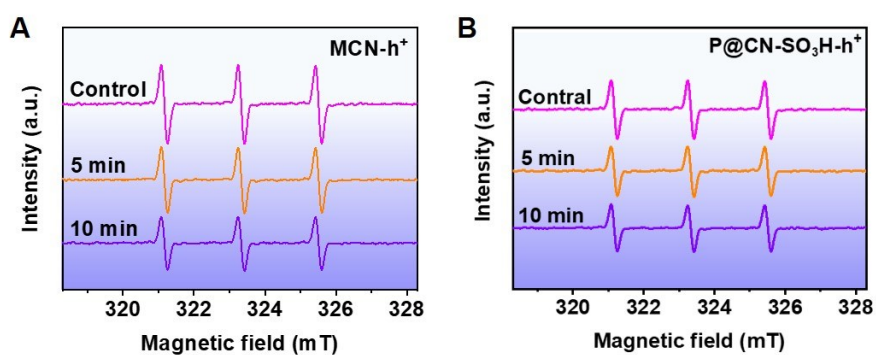 A
MCN-h⁺
Control
5 min
10 min
Intensity (a.u.)
320 322 324 326 328
Magnetic field (mT)
B
P@CN-SO₃H-h⁺
Contral
5 min
10 min
Intensity (a.u.)
320 322 324 326 328
Magnetic field (mT)